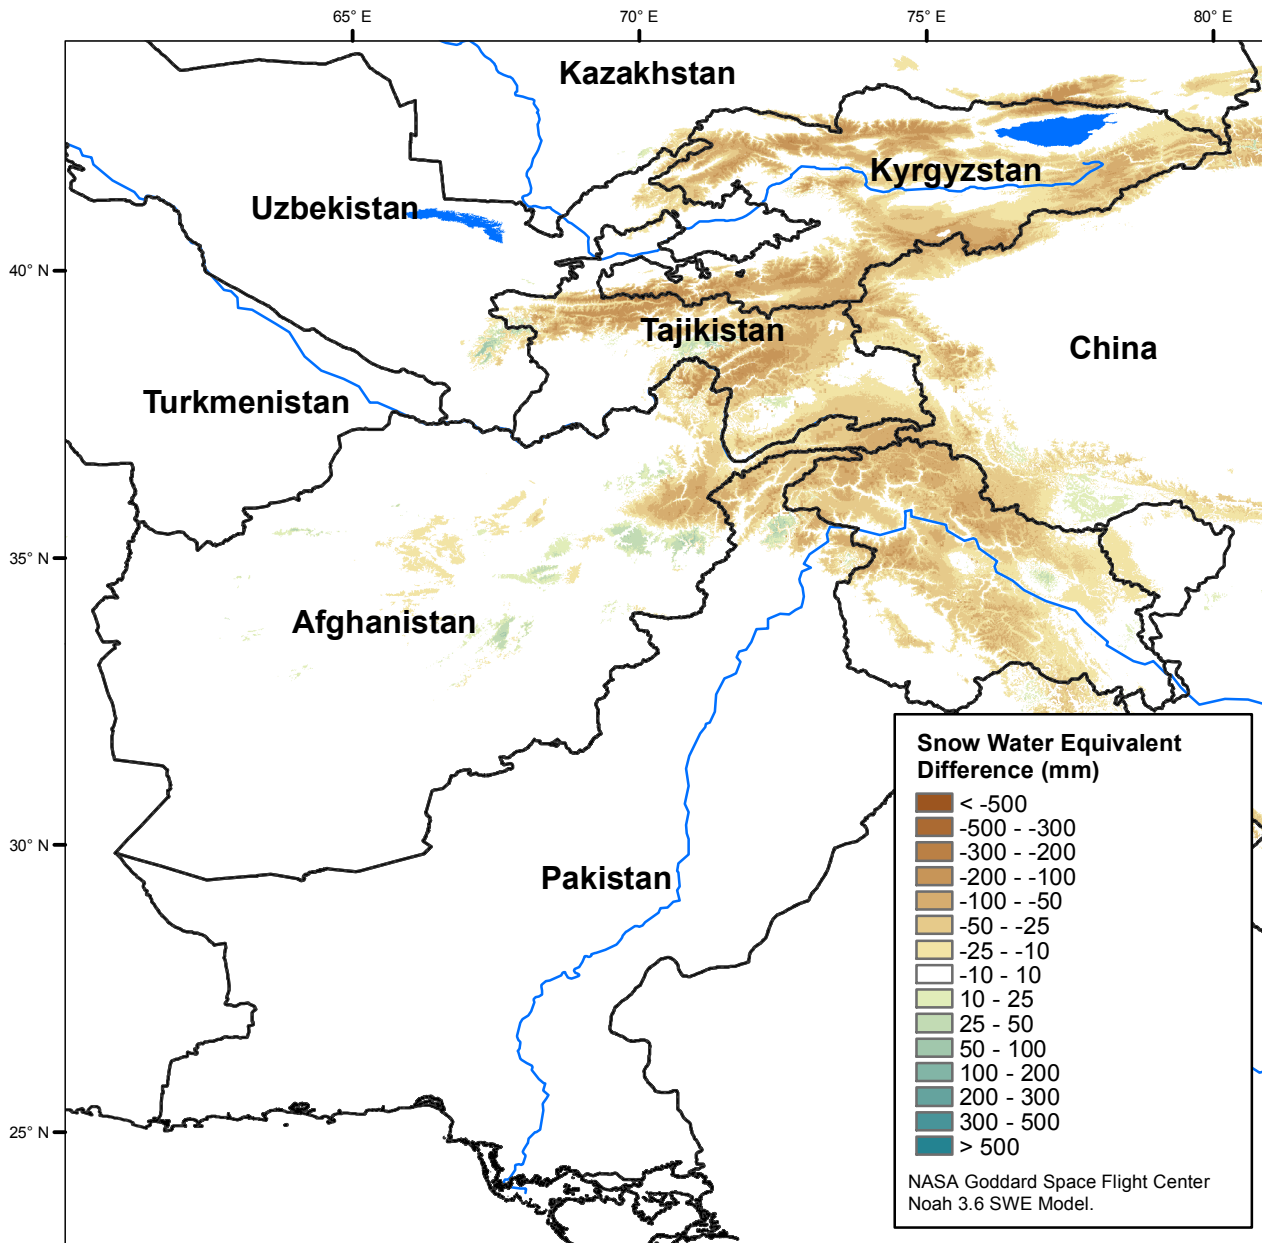 65° E
70° E
75° E
80° E
Kazakhstan
Kyrgyzstan
Uzbekistan
40° N
Tajikistan
China
Turkmenistan
35° N
Afghanistan
Snow Water Equivalent
Difference (mm)
< -500
-500 - -300
-300 - -200
-200 - -100
-100 - -50
-50 - -25
-25 - -10
-10 - 10
10 - 25
25 - 50
50 - 100
100 - 200
200 - 300
300 - 500
> 500
NASA Goddard Space Flight Center
Noah 3.6 SWE Model.
30° N
Pakistan
25° N